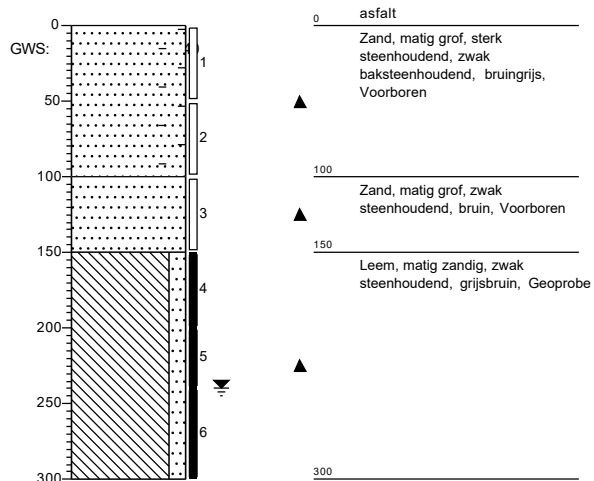 0
GWS:
50
100
150
200
250
300
1
2
3
4
5
6
0
asfalt
Zand, matig grof, sterk
steenhoudend, zwak
baksteenhoudend, bruingrijs,
Voorboren
100
Zand, matig grof, zwak
steenhoudend, bruin, Voorboren
150
Leem, matig zandig, zwak
steenhoudend, grijsbruin, Geoprobe
300